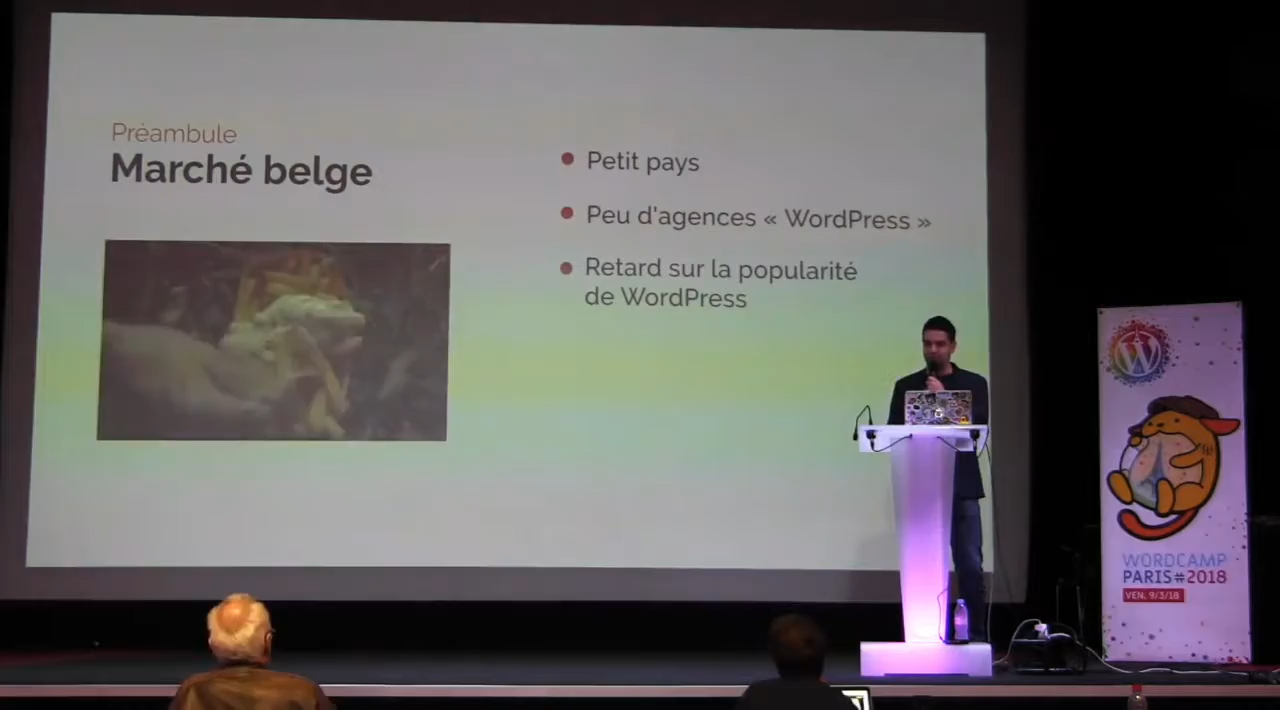 Préambule
Marché belge
Petit pays
Peu d'agences « WordPress »
Retard sur la popularité
de WordPress
WORDCAMP
PARIS#2018
VEN. 9/3/18